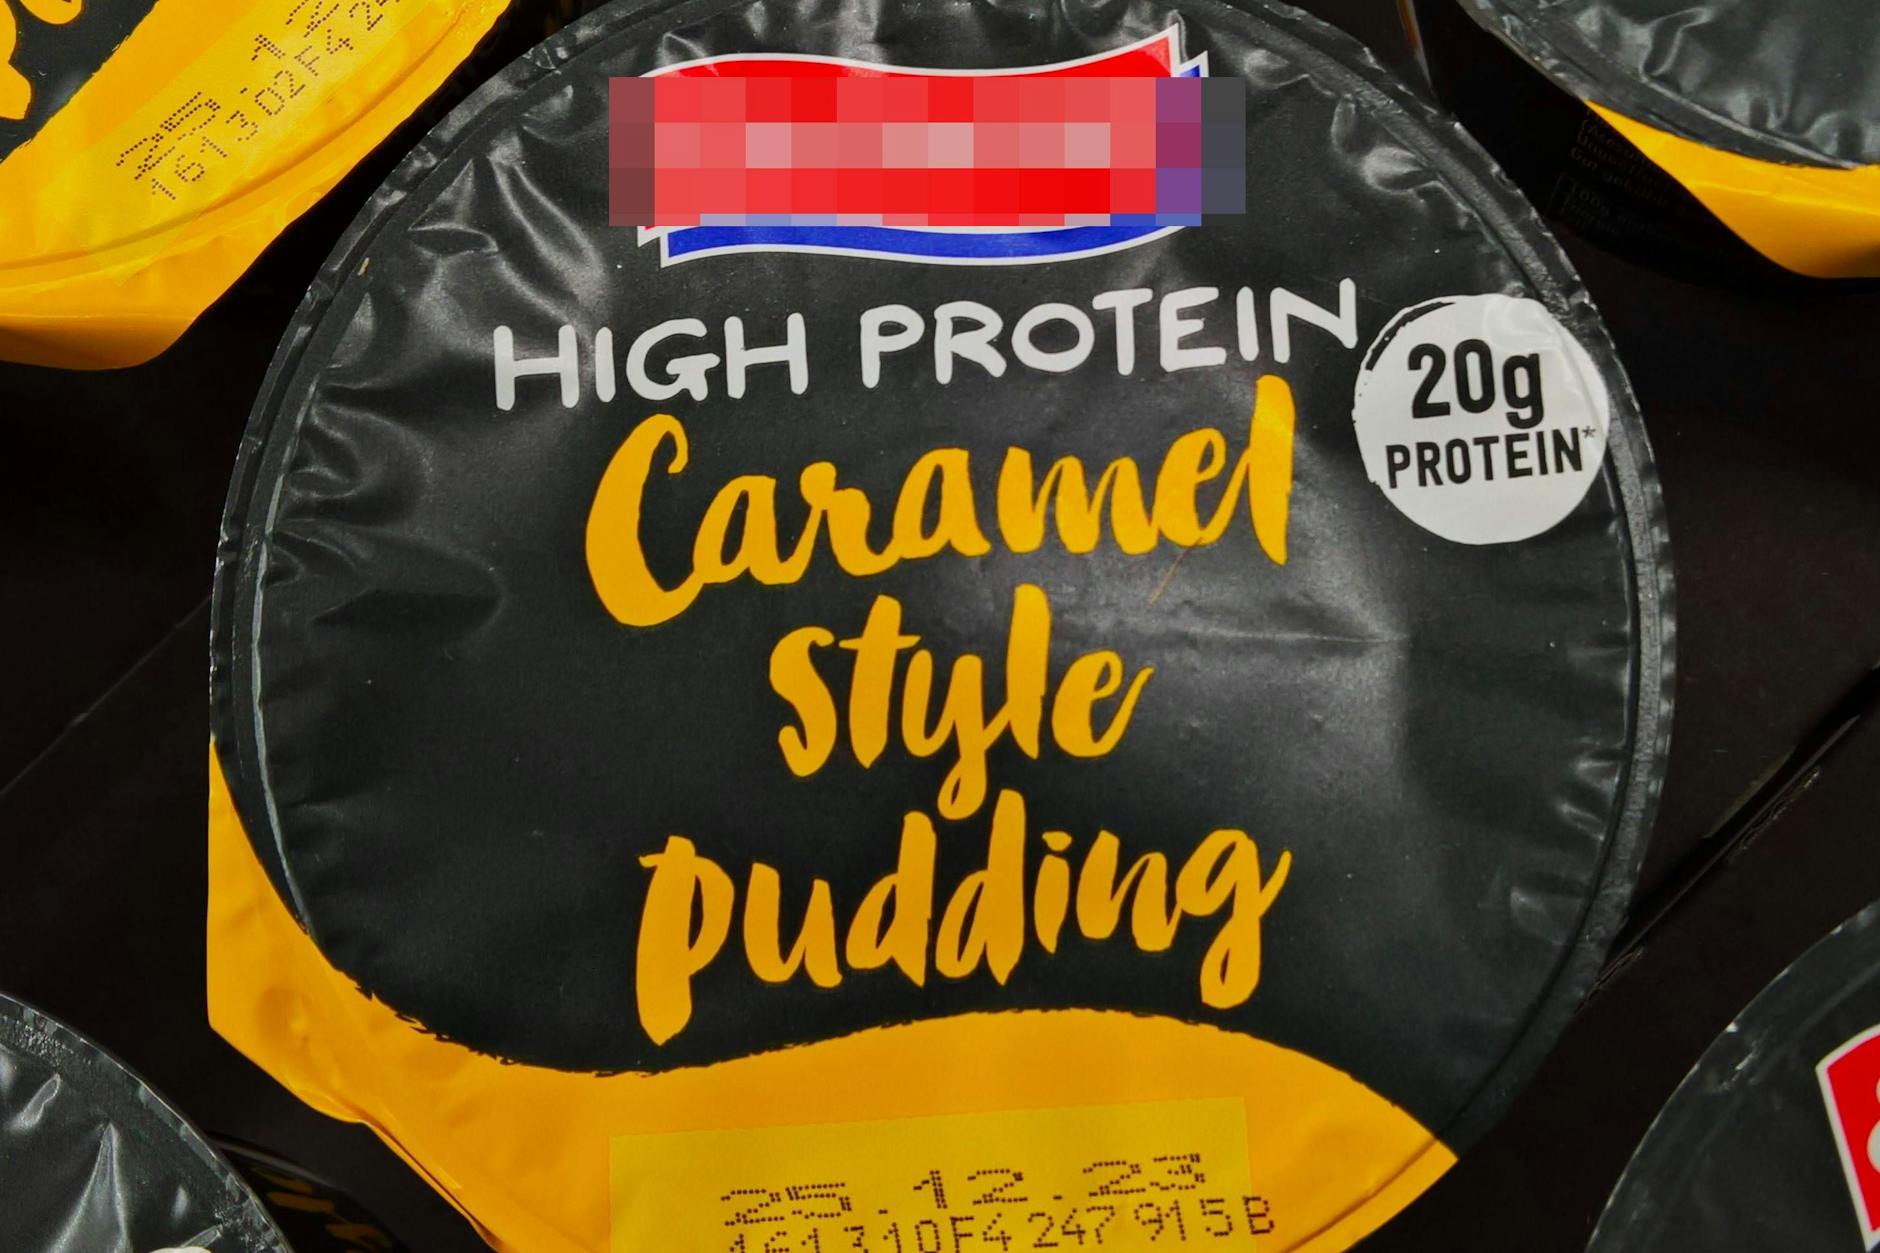 HIGH PROTEIN
20g
PROTEIN*
Caramel
style
pudding
25.12.23
161310F4 247 915B